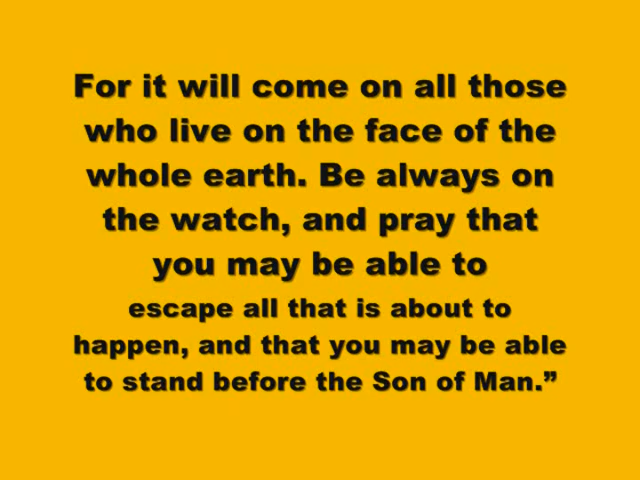 For it will come on all those
who live on the face of the
whole earth. Be always on
the watch, and pray that
you may be able to
escape all that is about to
happen, and that you may be able
to stand before the Son of Man.”